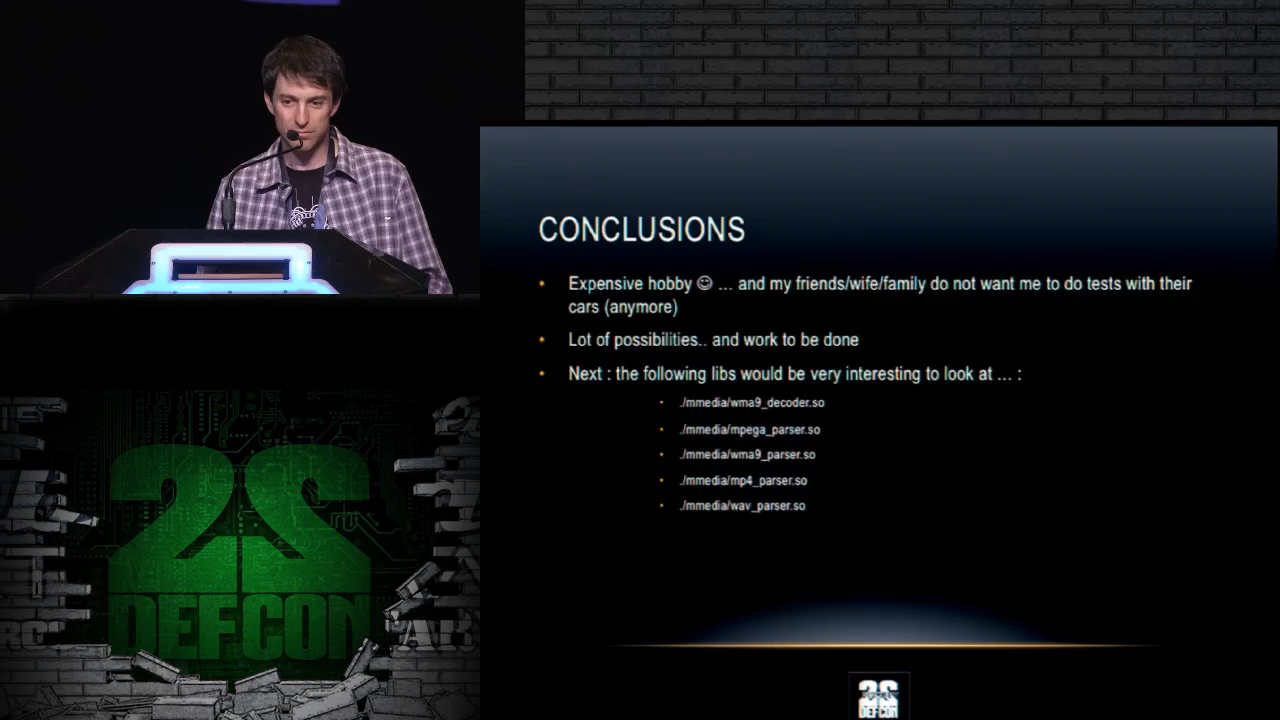 CONCLUSIONS
• Expensive hobby ☺ ... and my friends/wife/family do not want me to do tests with their
cars (anymore)
• Lot of possibilities.. and work to be done
• Next : the following libs would be very interesting to look at ... :
• ./mmedia/wma9_decoder.so
• ./mmedia/mpega_parser.so
• ./mmedia/wma9_parser.so
• ./mmedia/mp4_parser.so
• ./mmedia/wav_parser.so
DEFCON
DEFCON